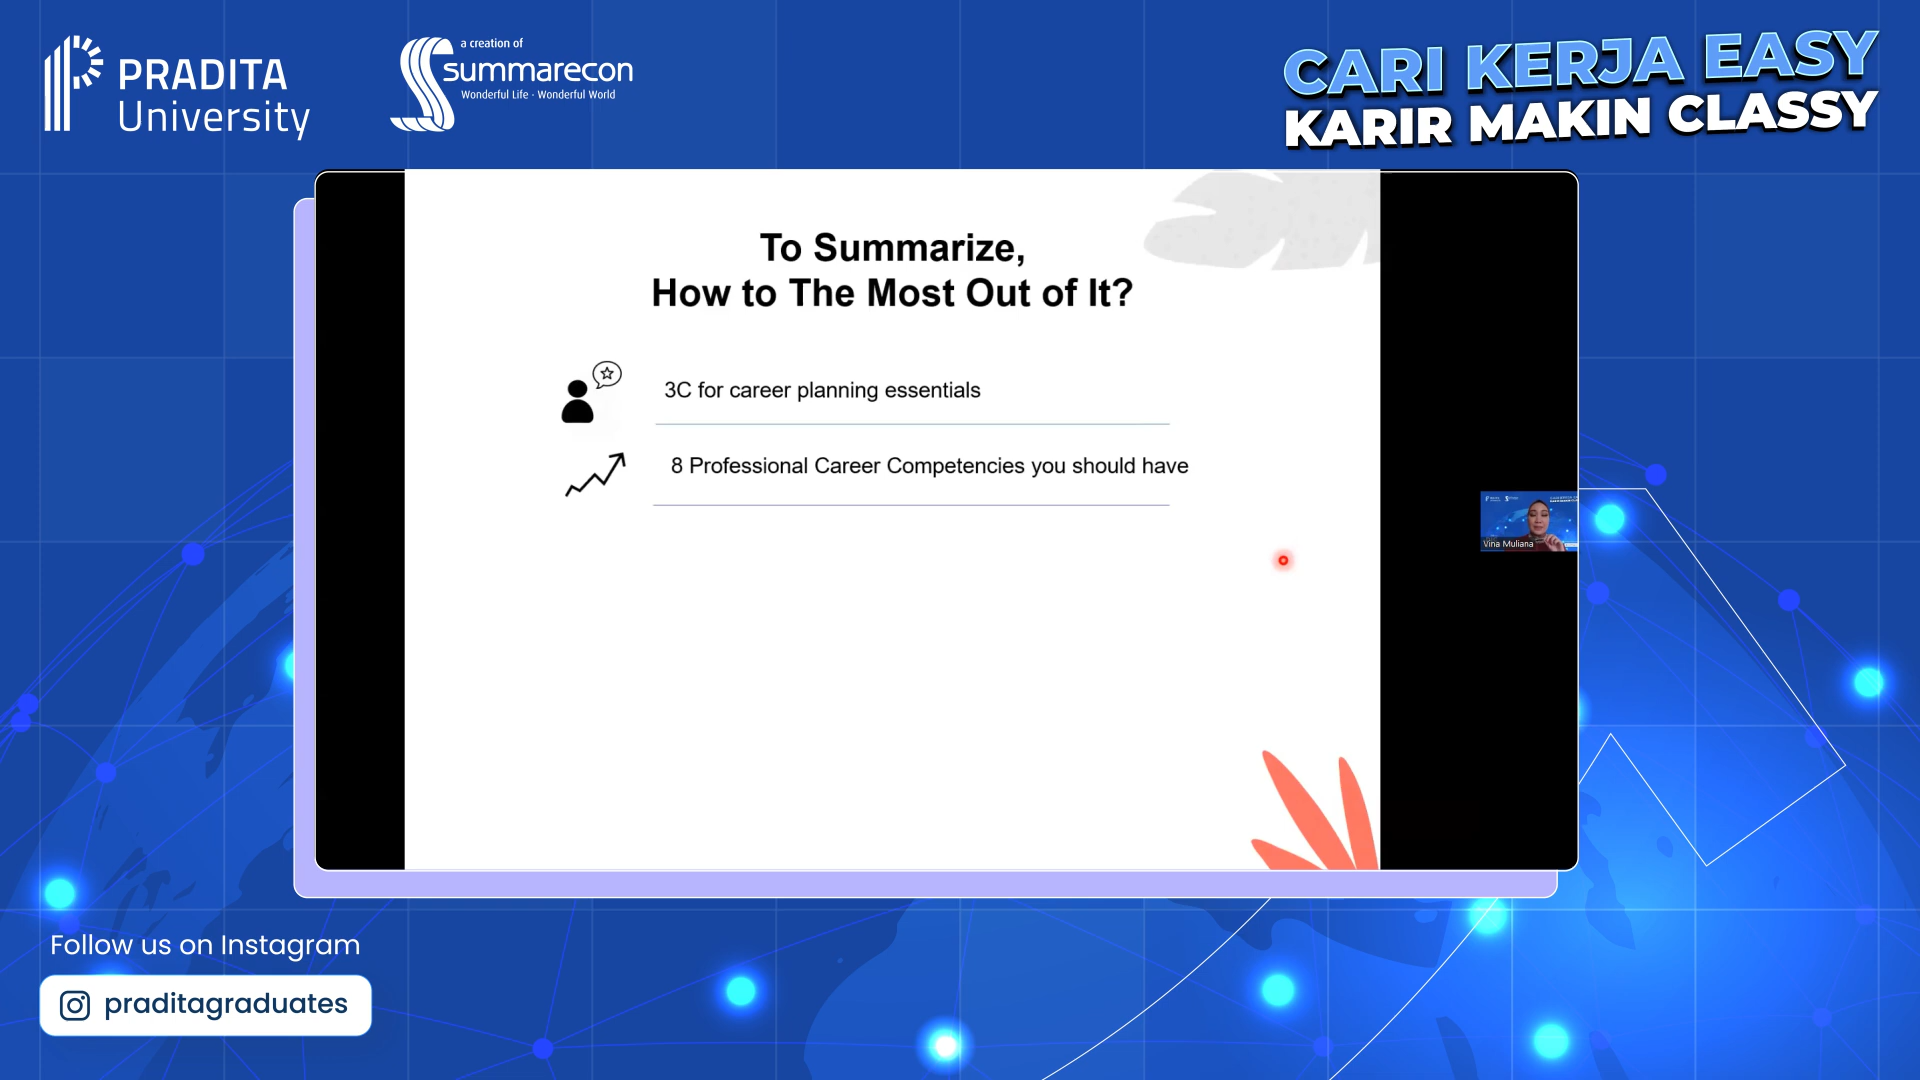 PRADITA
University
a creation of
summarecon
Wonderful Life · Wonderful World
CARI KERJA EASY
KARIR MAKIN CLASSY
To Summarize,
How to The Most Out of It?
3C for career planning essentials
8 Professional Career Competencies you should have
Vina Muliana
Follow us on Instagram
praditagraduates